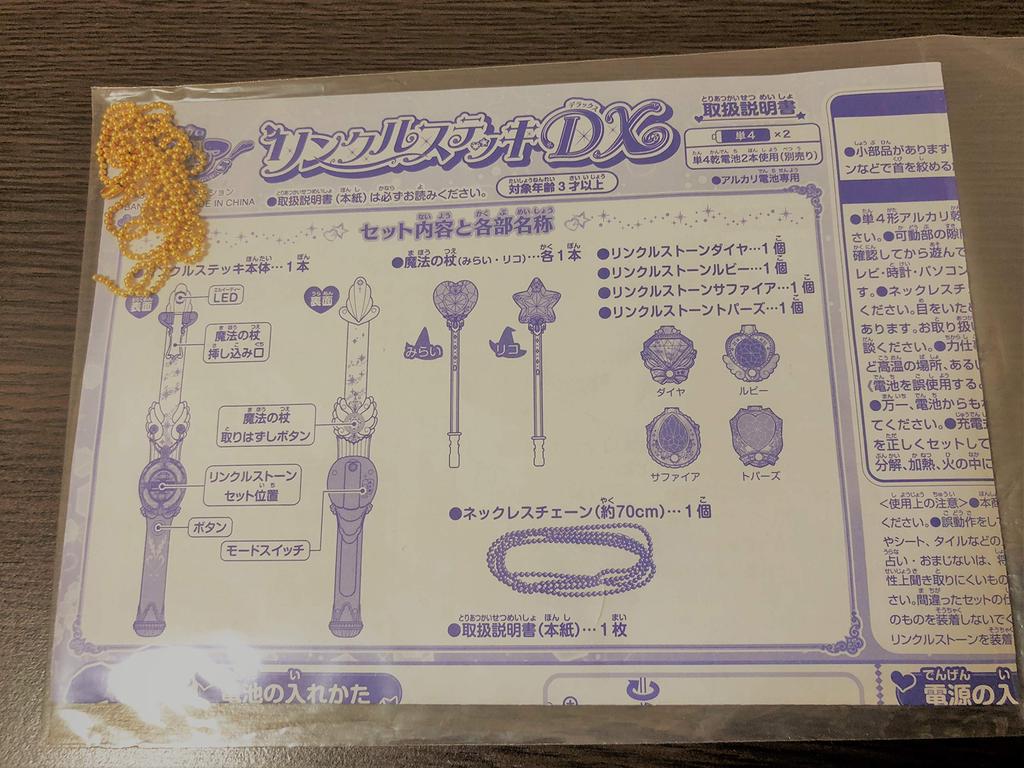 リンクルステッキDX
取扱説明書
単4 ×2
単4乾電池2本使用(別売り)
●アルカリ電池専用
●取扱説明書(本紙)は必ずお読みください。
対象年齢3才以上
IN CHINA
セット内容と各部名称
クルステッキ本体…1本
●魔法の杖(みらい・リコ)…各1本
●リンクルストーンダイヤ…1個
●リンクルストーンルビー…1個
●リンクルストーンサファイア…1個
●リンクルストーントパーズ…1個
表面
LED
魔法の杖
挿し込み口
魔法の杖
取りはずしボタン
リンクルストーン
セット位置
ボタン
モードスイッチ
みらい
リコ
ダイヤ
ルビー
サファイア
トパーズ
●ネックレスチェーン(約70cm)…1個
●取扱説明書(本紙)…1枚
電池の入れかた
電源の入
●小部品があります
ンなどで首を絞める
●単4形アルカリ乾
さい。●可動部の隙
確認してから遊んで
レビ・時計・パソコン
す。●ネックレスチ
ください。目をいた
あります。お取り扱い
談ください。●力仕
ど高温の場所、ある
《電池を誤使用する
●万一、電池からも
てください。●充電
を正しくセットして
分解、加熱、火の中に
<使用上の注意>●本
ください。●誤動作をし
やシート、タイルなどの
占い・おまじないは、
性上聞き取りにくいもの
さい。間違ったセットの
のものを装着しないでく
リンクルストーンを装着